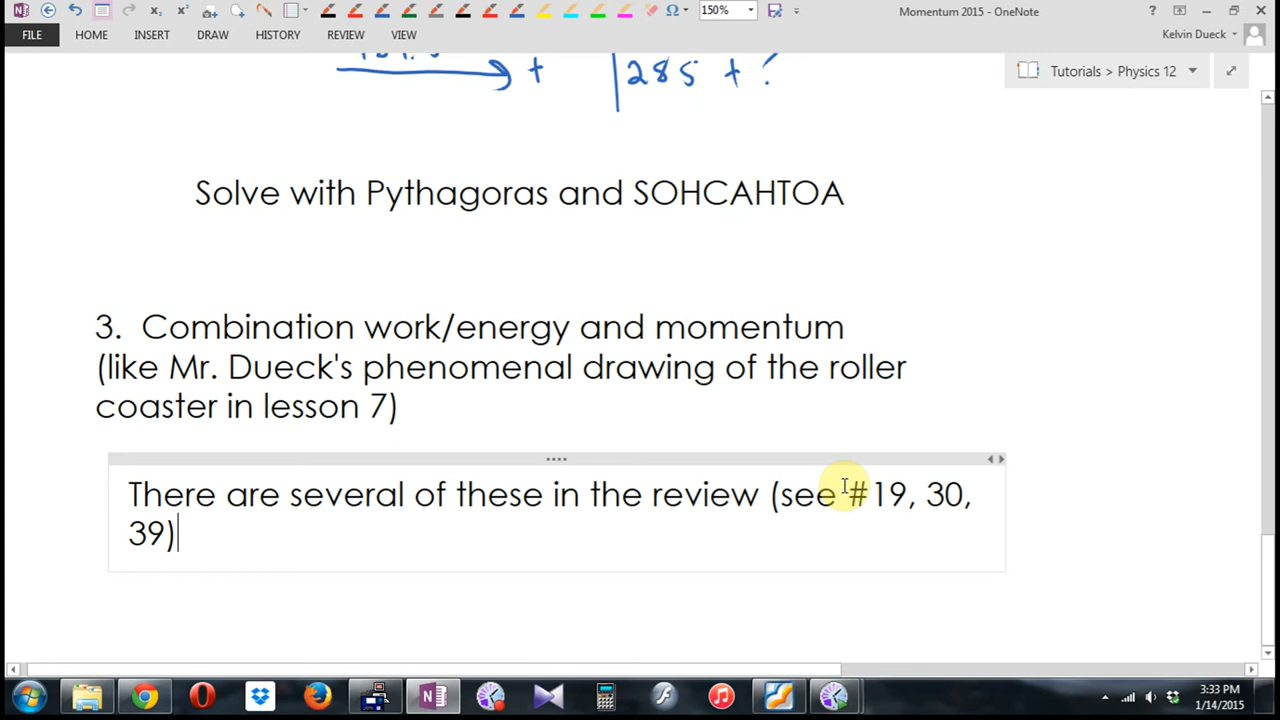 150%
Momentum 2015 - OneNote
FILE
HOME
INSERT
DRAW
HISTORY
REVIEW
VIEW
Kelvin Dueck
Tutorials > Physics 12
+ 285 + ?
Solve with Pythagoras and SOHCAHTOA
3. Combination work/energy and momentum
(like Mr. Dueck's phenomenal drawing of the roller
coaster in lesson 7)
There are several of these in the review (see #19, 30,
39)
3:33 PM
1/14/2015